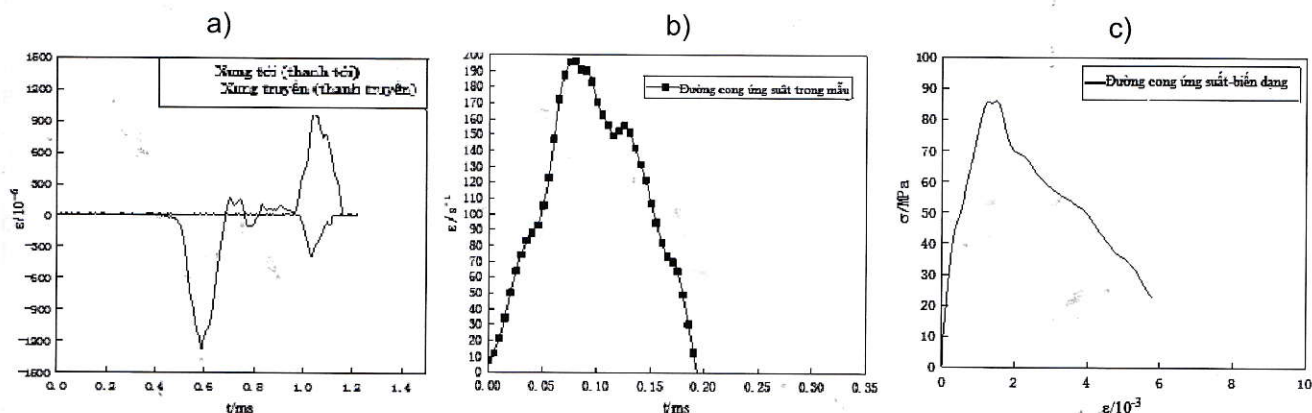 a)
b)
c)
1500
1200
900
600
300
0
-300
-600
-900
-1200
-1500
ε/10⁻⁶
Xung tới (thanh tới)
Xung truyền (thanh truyền)
0.0 0.2 0.4 0.6 0.8 1.0 1.2 1.4
t/ms
200
190
180
170
160
150
140
130
120
110
100
90
80
70
60
50
40
30
20
10
0
Đường cong ứng suất trong mẫu
0.00 0.05 0.10 0.15 0.20 0.25 0.30 0.35
t/ms
100
90
80
70
60
50
40
30
20
10
0
σ/MPa
Đường cong ứng suất-biến dạng
0 2 4 6 8 10
ε/10⁻³